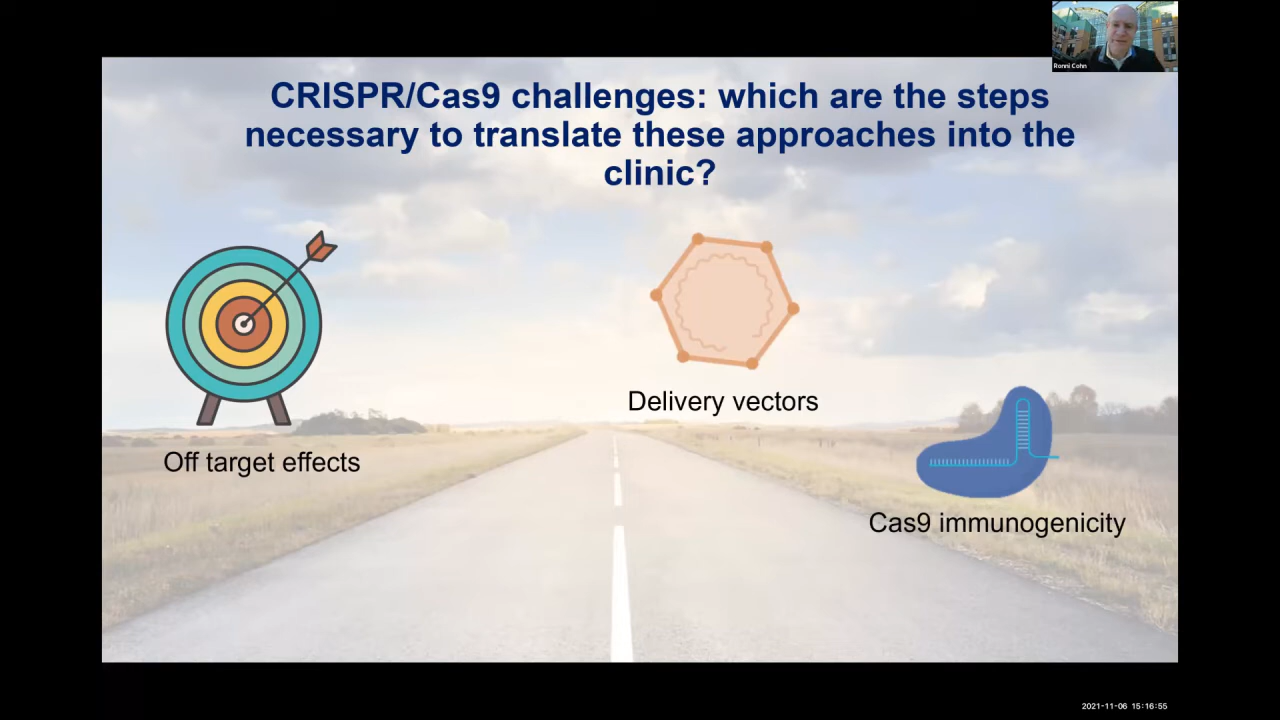 Ronni Cohn
CRISPR/Cas9 challenges: which are the steps
necessary to translate these approaches into the
clinic?
Delivery vectors
Off target effects
Cas9 immunogenicity
2021-11-06 15:16:55